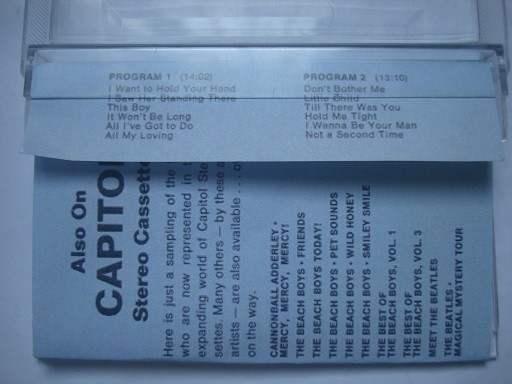 PROGRAM 1 (14:02)
I Want to Hold Your Hand
I Saw Her Standing There
This Boy
It Won't Be Long
All I've Got to Do
All My Loving
PROGRAM 2 (13:10)
Don't Bother Me
Little Child
Till There Was You
Hold Me Tight
I Wanna Be Your Man
Not a Second Time
Also On
CAPITOL
Stereo Cassette
Here is just a sampling of the
who are now represented in t
expanding world of Capitol Ste
settes. Many others – by these a
artists – are also available ... o
on the way.
CANNONBALL ADDERLEY •
MERCY, MERCY, MERCY!
THE BEACH BOYS • FRIENDS
THE BEACH BOYS TODAY!
THE BEACH BOYS • PET SOUNDS
THE BEACH BOYS • WILD HONEY
THE BEACH BOYS • SMILEY SMILE
THE BEST OF
THE BEACH BOYS, VOL. 1
THE BEST OF
THE BEACH BOYS, VOL. 3
MEET THE BEATLES
THE BEATLES •
MAGICAL MYSTERY TOUR